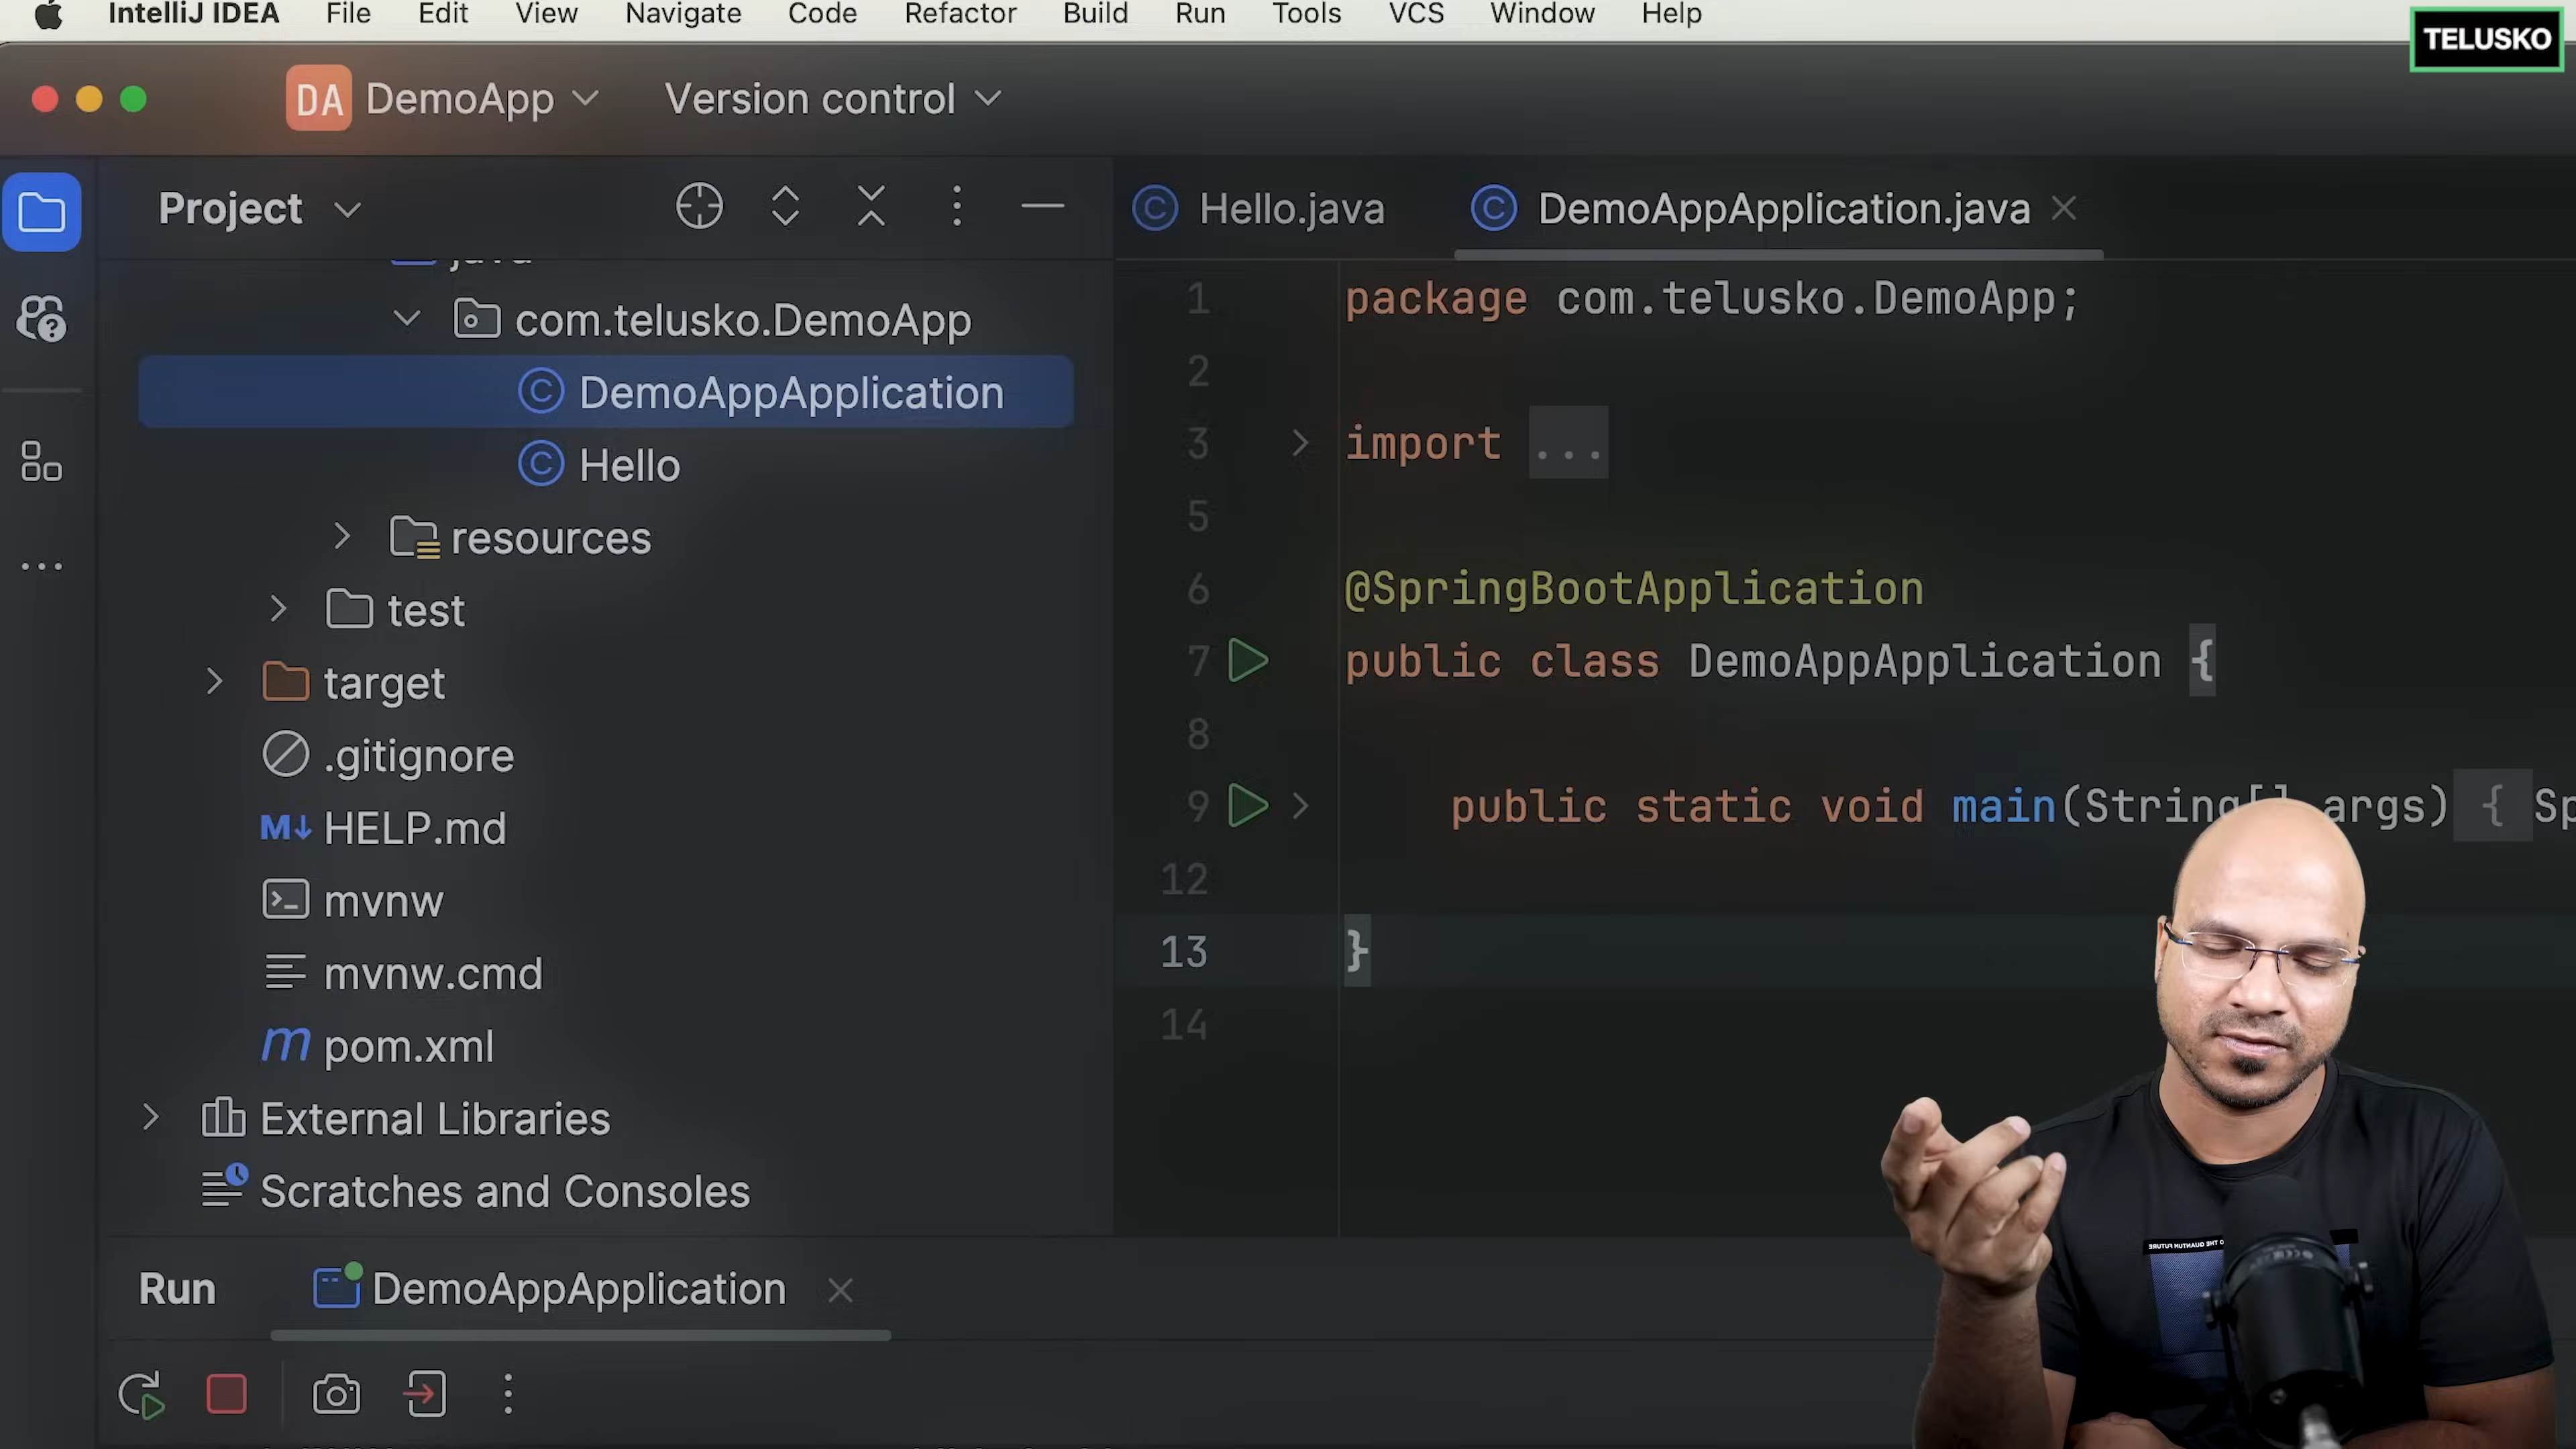 IntelliJ IDEA File Edit View Navigate Code Refactor Build Run Tools VCS Window Help
TELUSKO
DA DemoApp Version control
Project
java
com.telusko.DemoApp
DemoAppApplication
Hello
resources
test
target
.gitignore
M↓ HELP.md
mvnw
mvnw.cmd
m pom.xml
External Libraries
Scratches and Consoles
Hello.java DemoAppApplication.java
1 package com.telusko.DemoApp;
2
3 import ...
5
6 @SpringBootApplication
7 public class DemoAppApplication {
8
9 public static void main(String[] args) { Sp
12
13 }
14
Run DemoAppApplication